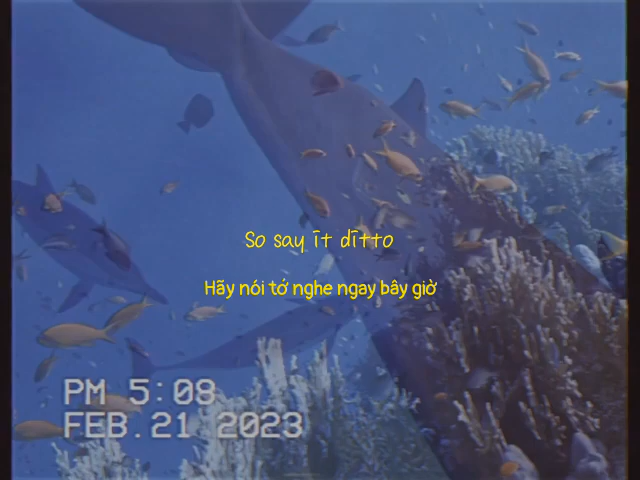 So say it ditto
Hãy nói tớ nghe ngay bây giờ
PM 5:08
FEB.21 2023